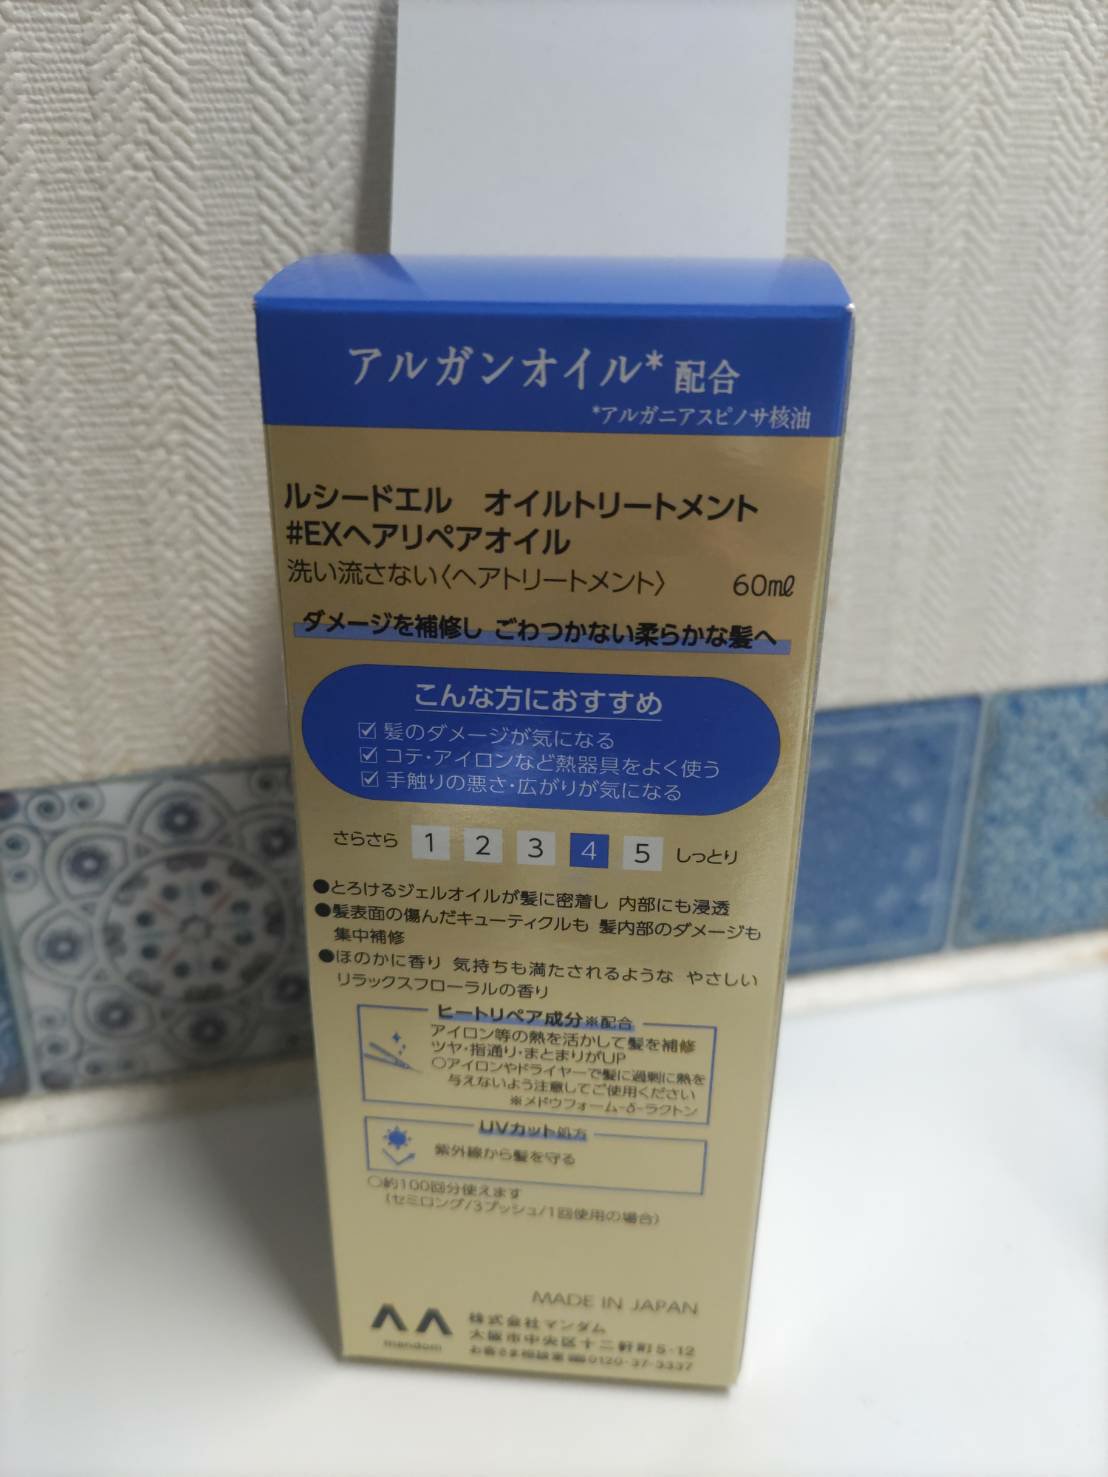 アルガンオイル* 配合
*アルガニアスピノサ核油
ルシードエル オイルトリートメント
#EXヘアリペアオイル
洗い流さない〈ヘアトリートメント〉 60㎖
ダメージを補修し ごわつかない柔らかな髪へ
こんな方におすすめ
☑ 髪のダメージが気になる
☑ コテ・アイロンなど熱器具をよく使う
☑ 手触りの悪さ・広がりが気になる
さらさら 1 2 3 4 5 しっとり
●とろけるジェルオイルが髪に密着し 内部にも浸透
●髪表面の傷んだキューティクルも 髪内部のダメージも
集中補修
●ほのかに香り 気持ちも満たされるような やさしい
リラックスフローラルの香り
ヒートリペア成分※配合
アイロン等の熱を活かして髪を補修
ツヤ・指通り・まとまりがUP
○アイロンやドライヤーで髪に過剰に熱を
与えないよう注意してご使用ください
※メドウフォーム-δ-ラクトン
UVカット処方
紫外線から髪を守る
○約100回分使えます
(セミロング/3プッシュ/1回使用の場合)
MADE IN JAPAN
mandom
株式会社マンダム
大阪市中央区十二軒町5-12
お客さま相談室 0120-37-3337